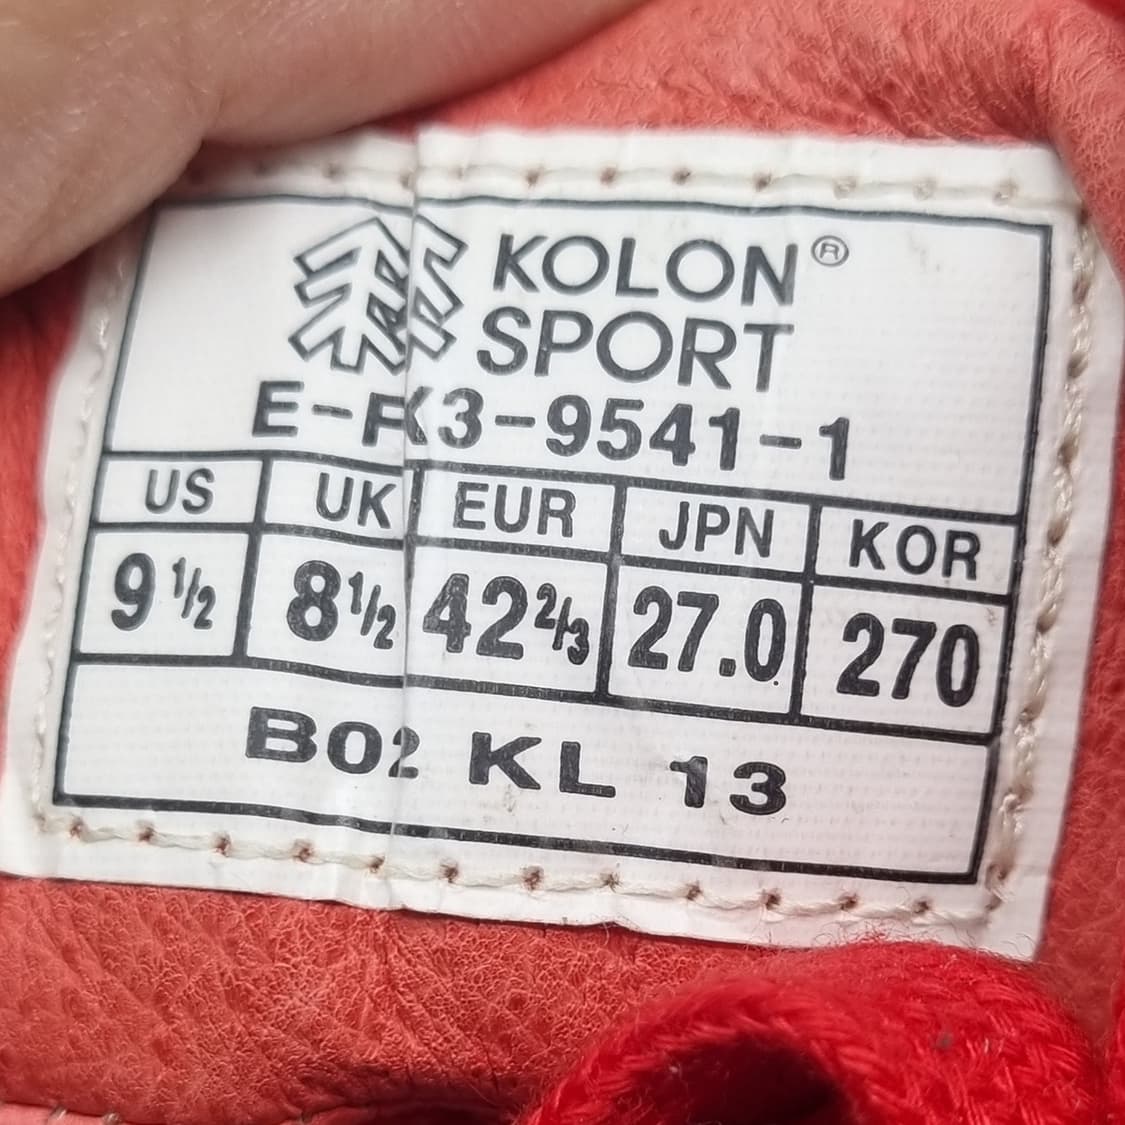 KOLON®
SPORT
E-FK3-9541-1
US UK EUR JPN KOR
9 1/2 8 1/2 42 2/3 27.0 270
B02 KL 13